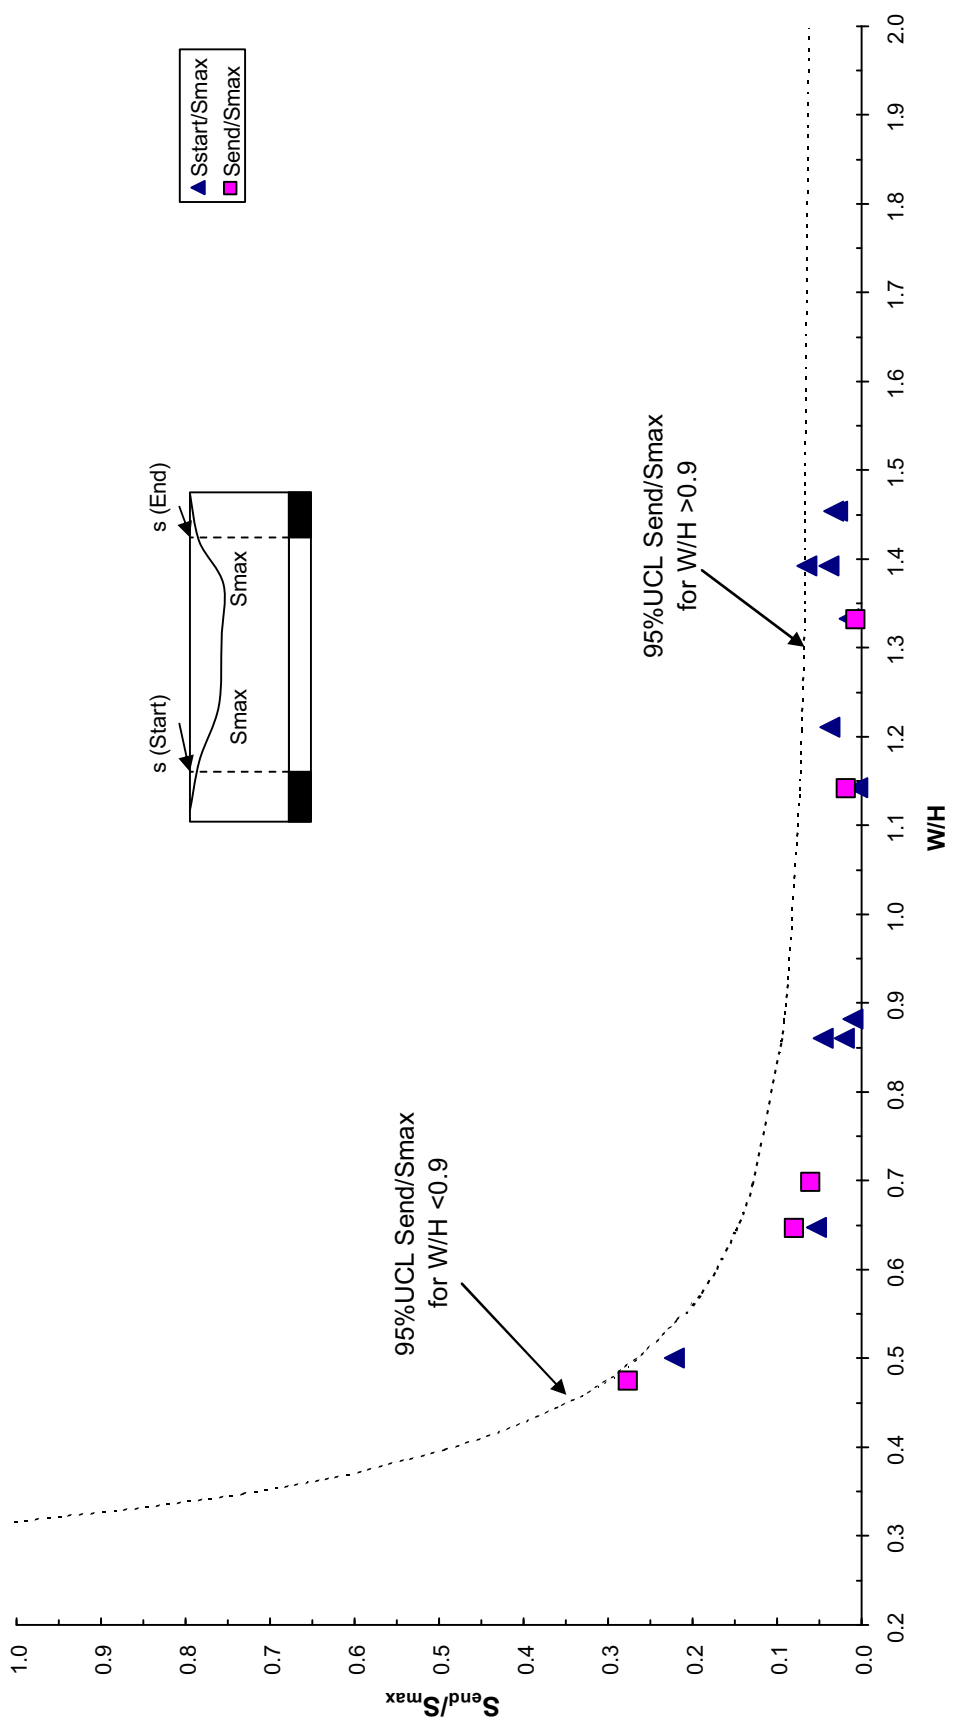 Sstart/Smax
Send/Smax
s (Start)
s (End)
Smax
Smax
95%UCL Send/Smax
for W/H <0.9
95%UCL Send/Smax
for W/H >0.9
Send/Smax
1.0
0.9
0.8
0.7
0.6
0.5
0.4
0.3
0.2
0.1
0.0
0.2
0.3
0.4
0.5
0.6
0.7
0.8
0.9
1.0
1.1
1.2
1.3
1.4
1.5
1.6
1.7
1.8
1.9
2.0
W/H